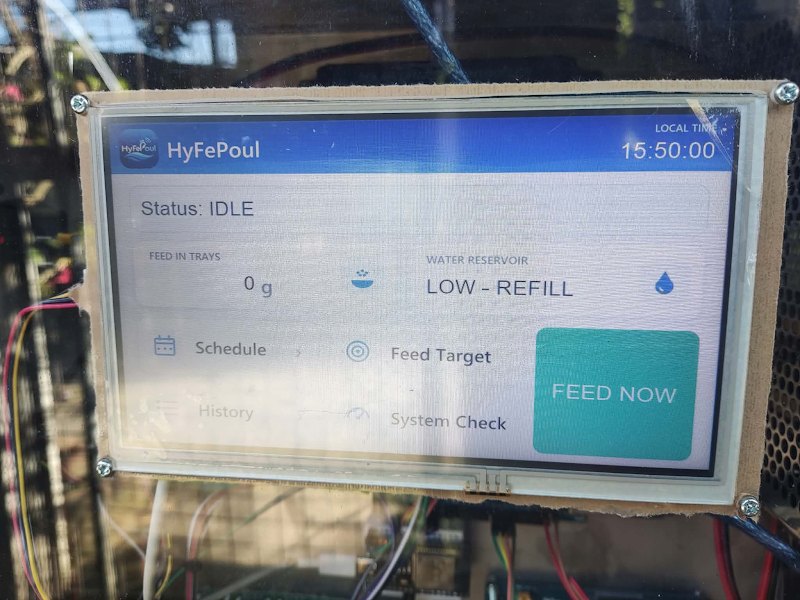 HyFePoul
HyFePoul
LOCAL TIME
15:50:00
Status: IDLE
FEED IN TRAYS
0 g
WATER RESERVOIR
LOW - REFILL
Schedule
Feed Target
FEED NOW
History
System Check